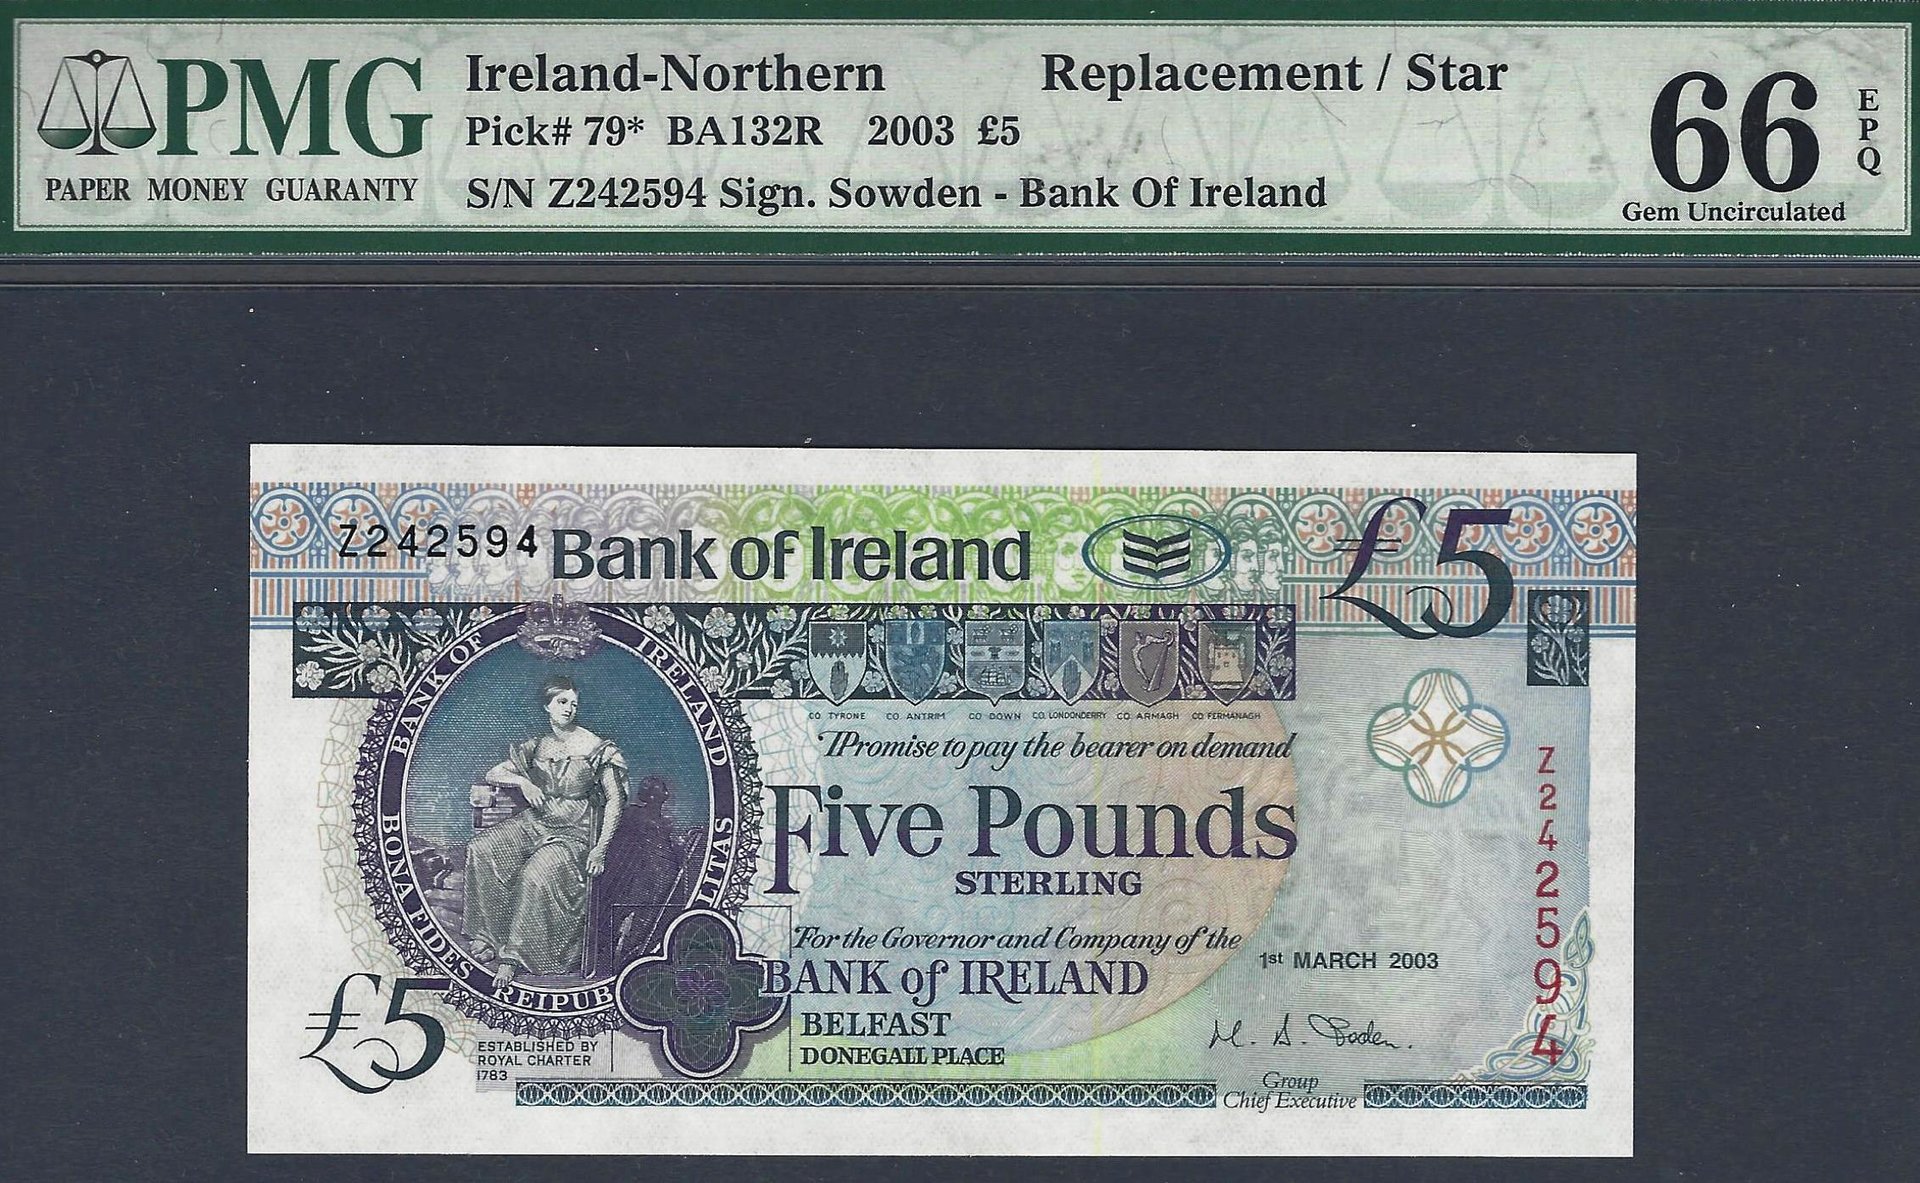 PMG
PAPER MONEY GUARANTY
Ireland-Northern Replacement / Star
Pick# 79* BA132R 2003 £5
S/N Z242594 Sign. Sowden - Bank Of Ireland
66
EPQ
Gem Uncirculated
Z242594
Bank of Ireland
£5
BANK OF IRELAND
BONA FIDES REIPUB LITAS
CO TYRONE CO ANTRIM CO DOWN CO. LONDONDERRY CO ARMAGH CO FERMANAGH
I Promise to pay the bearer on demand
Five Pounds
STERLING
For the Governor and Company of the
BANK of IRELAND
BELFAST
DONEGALL PLACE
1st MARCH 2003
Z242594
£5
ESTABLISHED BY
ROYAL CHARTER
1783
Group
Chief Executive